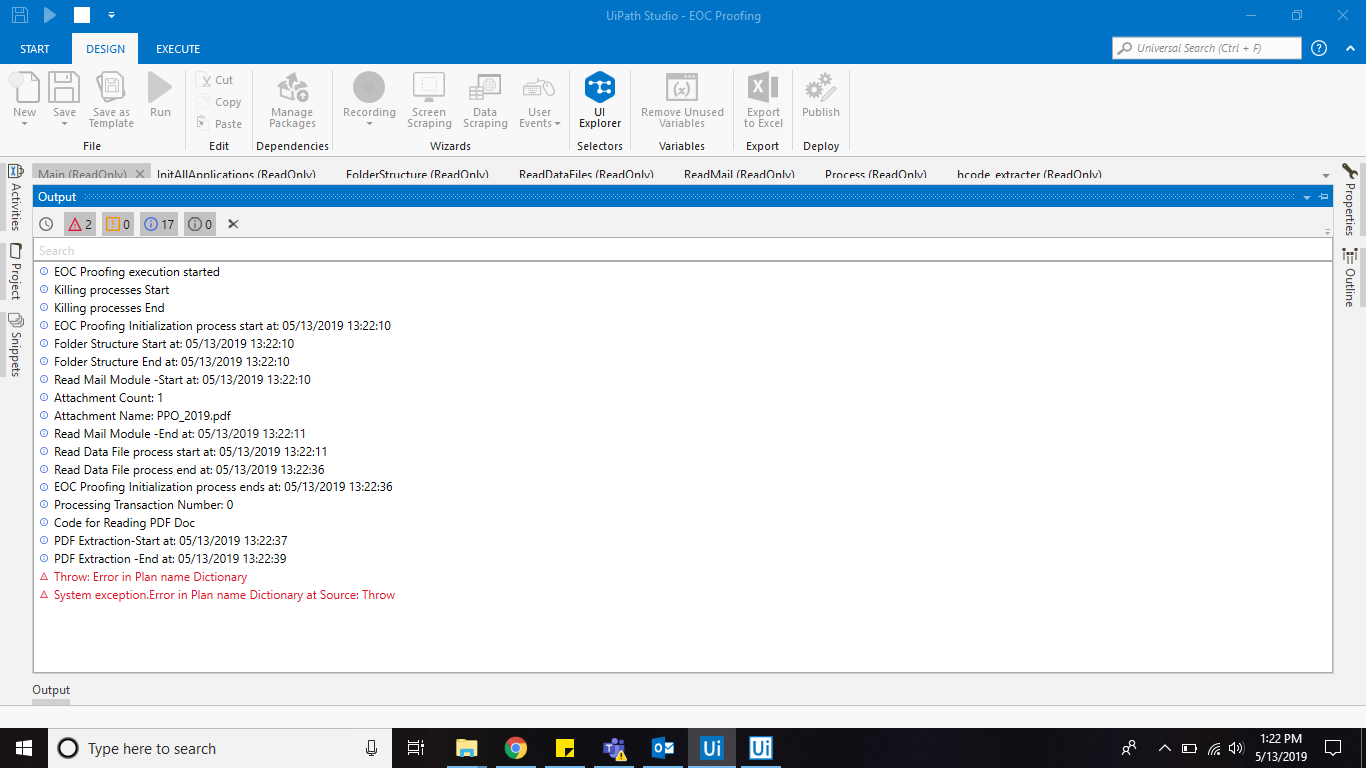 UiPath Studio - EOC Proofing
START DESIGN EXECUTE
Universal Search (Ctrl + F)
New Save Save as Template Run
Cut
Copy
Paste
Manage Packages
Recording Screen Scraping Data Scraping User Events
UI Explorer
Remove Unused Variables
Export to Excel
Publish
File Edit Dependencies Wizards Selectors Variables Export Deploy
Main (ReadOnly) InitAllApplications (ReadOnly) FolderStructure (ReadOnly) ReadDataFiles (ReadOnly) ReadMail (ReadOnly) Process (ReadOnly) hcode_extracter (ReadOnly)
Activities
Project
Snippets
Properties
Outline
Output
2 0 17 0
Search
EOC Proofing execution started
Killing processes Start
Killing processes End
EOC Proofing Initialization process start at: 05/13/2019 13:22:10
Folder Structure Start at: 05/13/2019 13:22:10
Folder Structure End at: 05/13/2019 13:22:10
Read Mail Module -Start at: 05/13/2019 13:22:10
Attachment Count: 1
Attachment Name: PPO_2019.pdf
Read Mail Module -End at: 05/13/2019 13:22:11
Read Data File process start at: 05/13/2019 13:22:11
Read Data File process end at: 05/13/2019 13:22:36
EOC Proofing Initialization process ends at: 05/13/2019 13:22:36
Processing Transaction Number: 0
Code for Reading PDF Doc
PDF Extraction-Start at: 05/13/2019 13:22:37
PDF Extraction -End at: 05/13/2019 13:22:39
Throw: Error in Plan name Dictionary
System exception.Error in Plan name Dictionary at Source: Throw
Output
Type here to search
Ui Ui
1:22 PM
5/13/2019